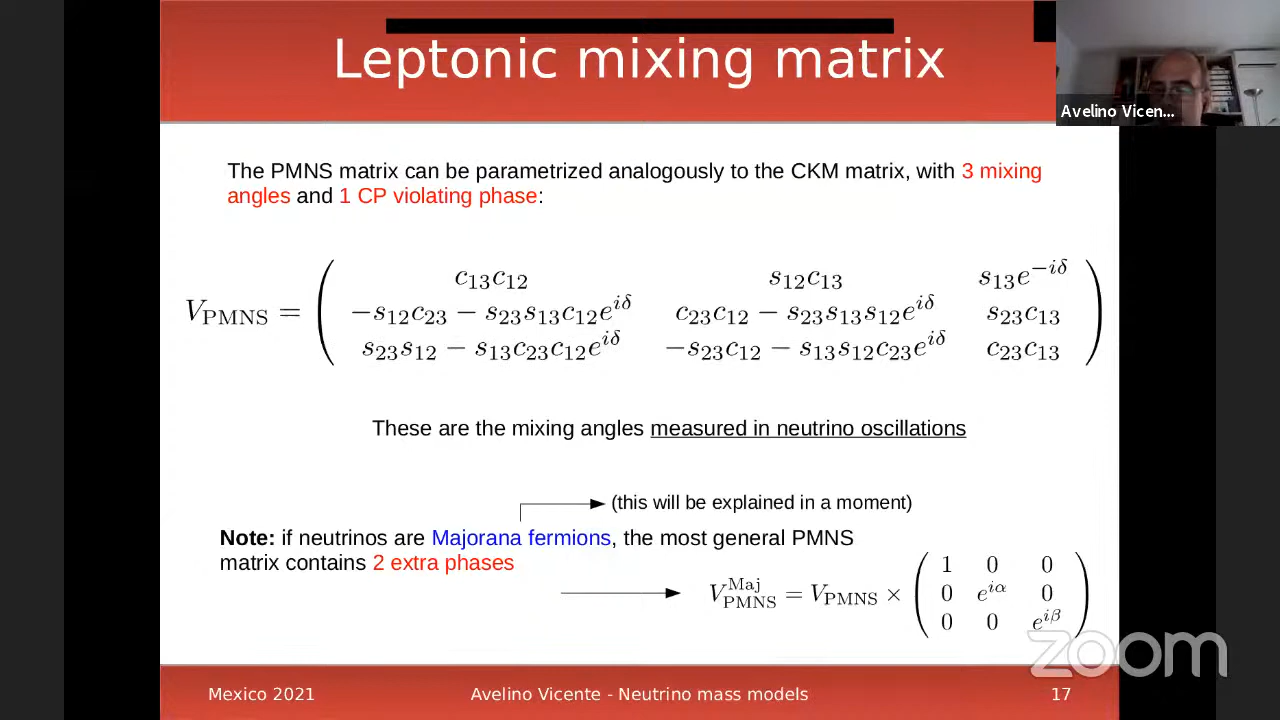 Leptonic mixing matrix
Avelino Vicen...
The PMNS matrix can be parametrized analogously to the CKM matrix, with 3 mixing
angles and 1 CP violating phase:
V_PMNS = ( c₁₃c₁₂ s₁₂c₁₃ s₁₃e^{−iδ}
−s₁₂c₂₃ − s₂₃s₁₃c₁₂e^{iδ} c₂₃c₁₂ − s₂₃s₁₃s₁₂e^{iδ} s₂₃c₁₃
s₂₃s₁₂ − s₁₃c₂₃c₁₂e^{iδ} −s₂₃c₁₂ − s₁₃s₁₂c₂₃e^{iδ} c₂₃c₁₃ )
These are the mixing angles measured in neutrino oscillations
(this will be explained in a moment)
Note: if neutrinos are Majorana fermions, the most general PMNS
matrix contains 2 extra phases
V_PMNS^Maj = V_PMNS × ( 1 0 0
0 e^{iα} 0
0 0 e^{iβ} )
zoom
Mexico 2021
Avelino Vicente - Neutrino mass models
17